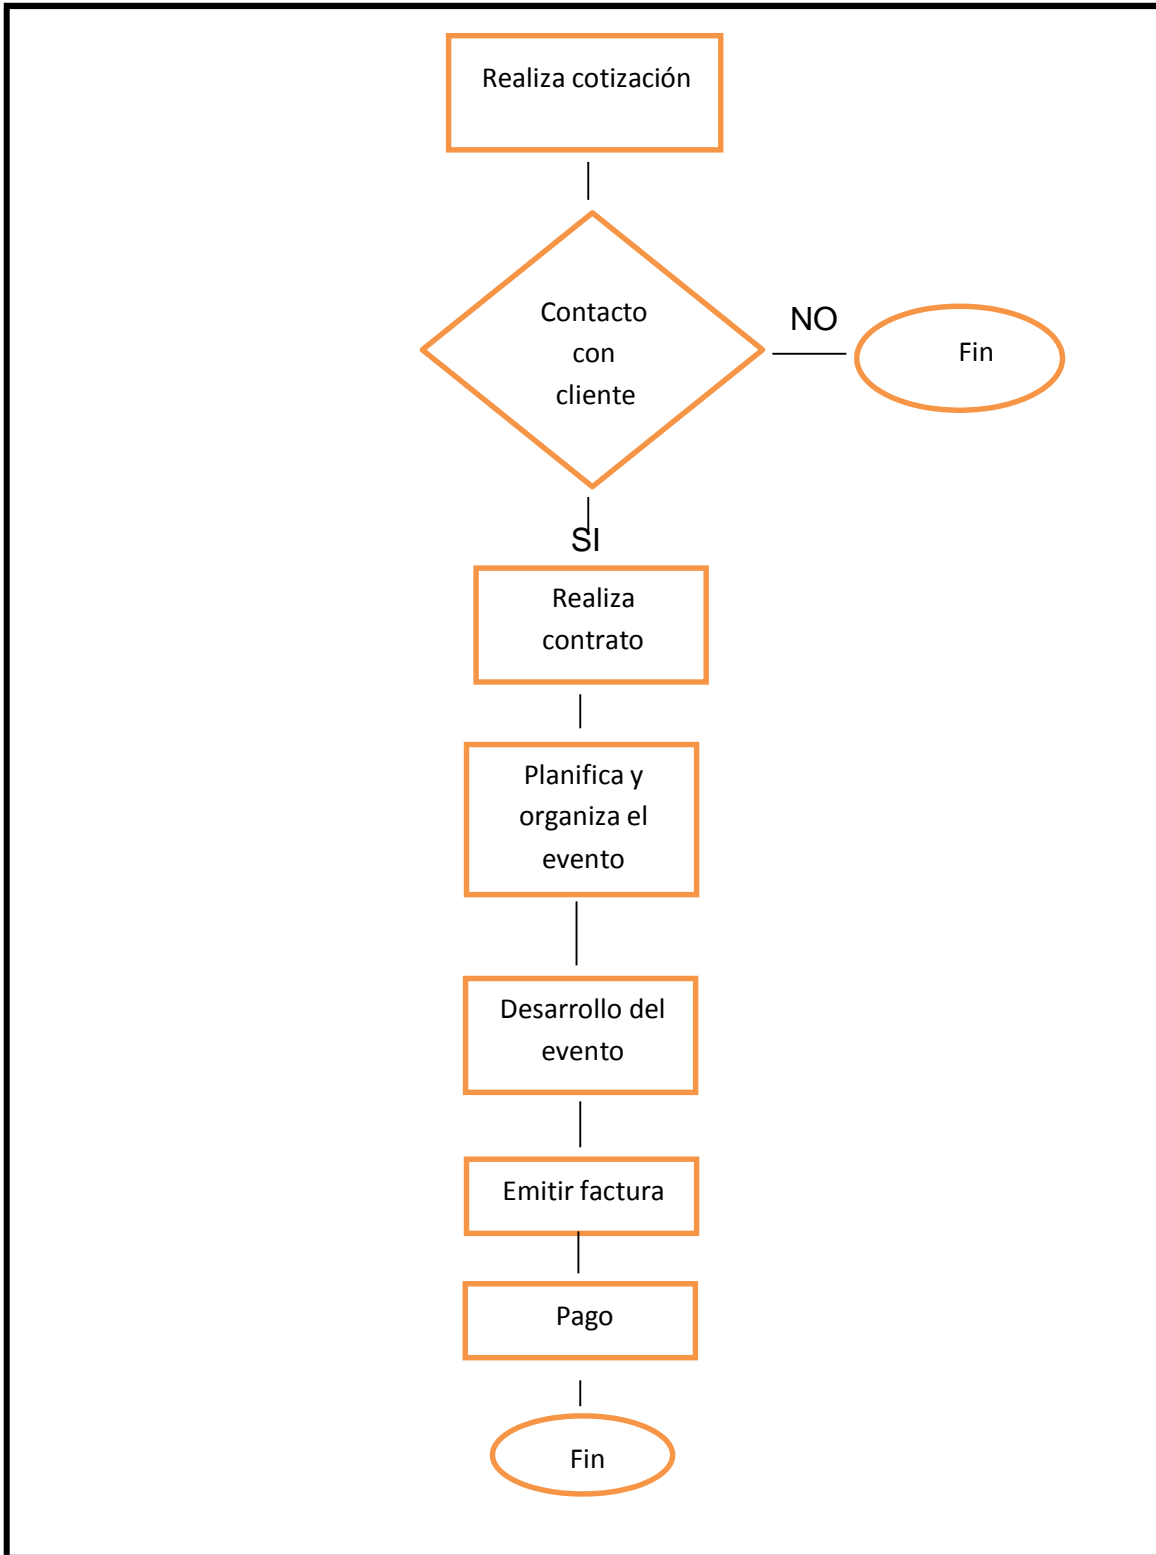 Realiza cotización
Contacto
con
cliente
NO
Fin
SI
Realiza
contrato
Planifica y
organiza el
evento
Desarrollo del
evento
Emitir factura
Pago
Fin